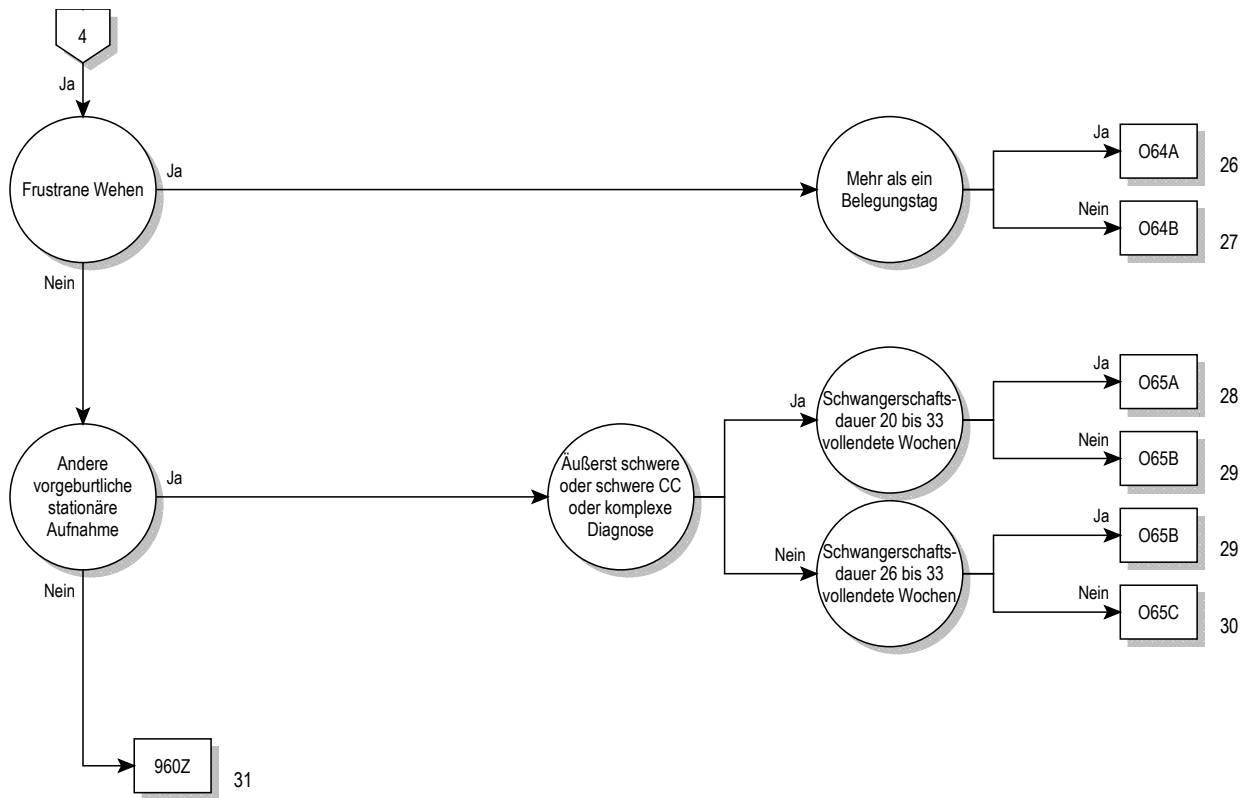 4
Ja
Frustrane Wehen
Ja
Mehr als ein
Belegungstag
Ja
O64A
26
Nein
O64B
27
Nein
Andere
vorgeburtliche
stationäre
Aufnahme
Ja
Äußerst schwere
oder schwere CC
oder komplexe
Diagnose
Ja
Schwangerschafts-
dauer 20 bis 33
vollendete Wochen
Ja
O65A
28
Nein
O65B
29
Nein
Schwangerschafts-
dauer 26 bis 33
vollendete Wochen
Ja
O65B
29
Nein
O65C
30
Nein
960Z
31